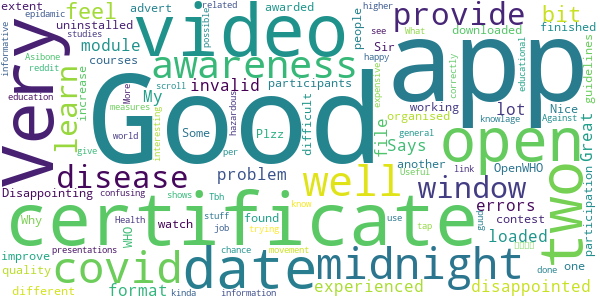 extent
epidamic
advert
uninstalled
feel
related
possible
video
awarded
people
higher
see
happy
provide
bit
downloaded
finished
informative
Asibone
reddit
studies
module
awareness
Sir
What
app
educational
guidelines
Very
learn
increase
courses
invalid
participants
working
correctly
lot
organised
Nice
education
More
measures
My
scroll
interesting
Good
Some
Plzz
hazardous
difficult
file
expensive
Says
general
Useful
knowlage
Against
Great
participation
world
give
per
another
link
open
Disappointing
confusing
disease
problem
well
window
OpenWHO
errors
two
Why
Health
shows
Tbh
found
know
use
tap
contest
loaded
certificate
WHO
watch
stuff
job
trying
improve
quality
presentations
kinda
chance
movement
done
one
different
covid
format
date
information
midnight
experienced
disappointed